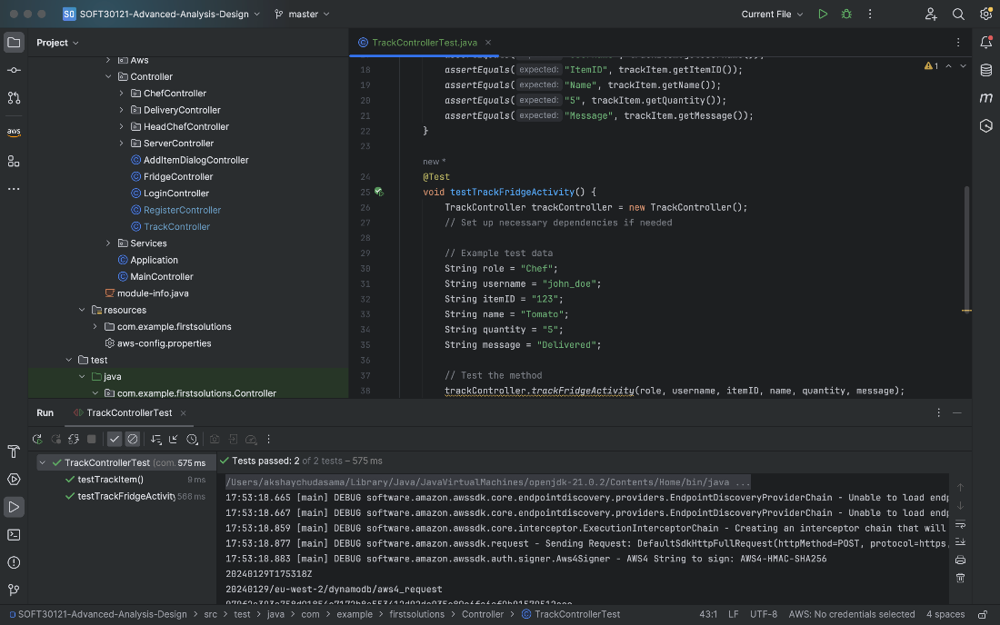 SO SOFT30121-Advanced-Analysis-Design master Current File
Project
TrackControllerTest.java
Aws
Controller
ChefController
DeliveryController
HeadChefController
ServerController
AddItemDialogController
FridgeController
LoginController
RegisterController
TrackController
Services
Application
MainController
module-info.java
resources
com.example.firstsolutions
aws-config.properties
test
java
com.example.firstsolutions.Controller
aws
m
1
18 assertEquals( expected: "ItemID", trackItem.getItemID());
19 assertEquals( expected: "Name", trackItem.getName());
20 assertEquals( expected: "5", trackItem.getQuantity());
21 assertEquals( expected: "Message", trackItem.getMessage());
22 }
23
new *
24 @Test
25 void testTrackFridgeActivity() {
26 TrackController trackController = new TrackController();
27 // Set up necessary dependencies if needed
28
29 // Example test data
30 String role = "Chef";
31 String username = "john_doe";
32 String itemID = "123";
33 String name = "Tomato";
34 String quantity = "5";
35 String message = "Delivered";
36
37 // Test the method
38 trackController.trackFridgeActivity(role, username, itemID, name, quantity, message);
Run TrackControllerTest
TrackControllerTest (com. 575 ms
testTrackItem() 9 ms
testTrackFridgeActivity 566 ms
Tests passed: 2 of 2 tests – 575 ms
/Users/akshaychudasama/Library/Java/JavaVirtualMachines/openjdk-21.0.2/Contents/Home/bin/java ...
17:53:18.665 [main] DEBUG software.amazon.awssdk.core.endpointdiscovery.providers.EndpointDiscoveryProviderChain - Unable to load endp
17:53:18.667 [main] DEBUG software.amazon.awssdk.core.endpointdiscovery.providers.EndpointDiscoveryProviderChain - Unable to load endp
17:53:18.859 [main] DEBUG software.amazon.awssdk.core.interceptor.ExecutionInterceptorChain - Creating an interceptor chain that will
17:53:18.877 [main] DEBUG software.amazon.awssdk.request - Sending Request: DefaultSdkHttpFullRequest(httpMethod=POST, protocol=https,
17:53:18.883 [main] DEBUG software.amazon.awssdk.auth.signer.Aws4Signer - AWS4 String to sign: AWS4-HMAC-SHA256
20240129T175318Z
20240129/eu-west-2/dynamodb/aws4_request
SOFT30121-Advanced-Analysis-Design > src > test > java > com > example > firstsolutions > Controller > TrackControllerTest 43:1 LF UTF-8 AWS: No credentials selected 4 spaces